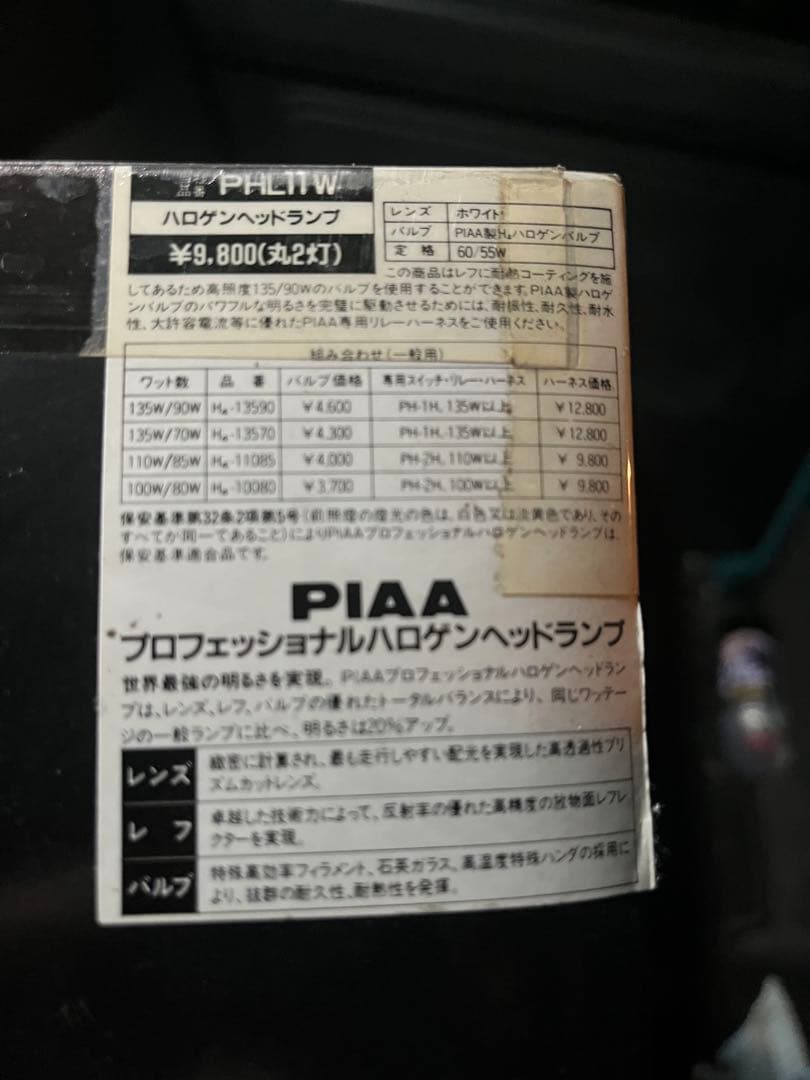 品番 PHL11W
ハロゲンヘッドランプ
¥9,800(丸2灯)
レンズ ホワイト
バルブ PIAA製H₄ハロゲンバルブ
定格 60/55W
この商品はレフに耐熱コーティングを施
してあるため高照度135/90Wのバルブを使用することができます。PIAA製ハロゲ
ンバルブのパワフルな明るさを完璧に駆動させるためには、耐振性、耐久性、耐水
性、大許容電流等に優れたPIAA専用リレーハーネスをご使用ください。
組み合わせ(一般用)
ワット数 品番 バルブ価格 専用スイッチ・リレー・ハーネス ハーネス価格
135W/90W H₄-13590 ¥4,600 PH-1H、135W以上 ¥12,800
135W/70W H₄-13570 ¥4,300 PH-1H、135W以上 ¥12,800
110W/85W H₄-11085 ¥4,000 PH-2H、110W以上 ¥9,800
100W/80W H₄-10080 ¥3,700 PH-2H、100W以上 ¥9,800
保安基準第32条2項第5号(前照燈の燈光の色は、白色又は淡黄色であり、その
すべてが同一であること)によりPIAAプロフェッショナルハロゲンヘッドランプは、
保安基準適合品です。
PIAA
プロフェッショナルハロゲンヘッドランプ
世界最強の明るさを実現。PIAAプロフェッショナルハロゲンヘッドラン
プは、レンズ、レフ、バルブの優れたトータルバランスにより、同じワッテー
ジの一般ランプに比べ、明るさは20%アップ。
レンズ 緻密に計算され、最も走行しやすい配光を実現した高透過性プリ
ズムカットレンズ。
レフ 卓越した技術力によって、反射率の優れた高精度の放物面レフレ
クターを実現。
バルブ 特殊高効率フィラメント、石英ガラス、高温度特殊ハンダの採用に
より、抜群の耐久性、耐熱性を発揮。